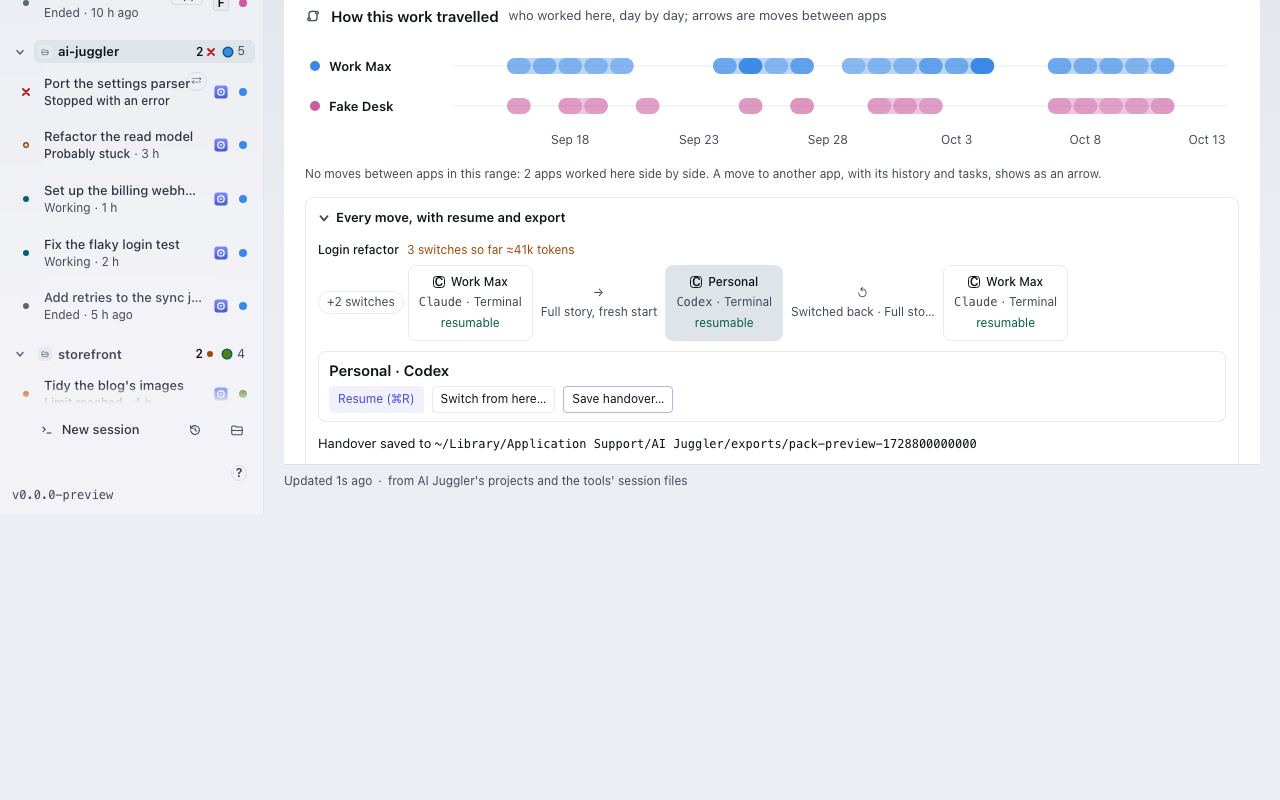 Ended · 10 h ago
F
ai-juggler 2 5
Port the settings parser
Stopped with an error
Refactor the read model
Probably stuck · 3 h
Set up the billing webh...
Working · 1 h
Fix the flaky login test
Working · 2 h
Add retries to the sync j...
Ended · 5 h ago
storefront 2 4
Tidy the blog's images
Limit reached · 4 h
New session
?
v0.0.0-preview
How this work travelled who worked here, day by day; arrows are moves between apps
Work Max
Fake Desk
Sep 18 Sep 23 Sep 28 Oct 3 Oct 8 Oct 13
No moves between apps in this range: 2 apps worked here side by side. A move to another app, with its history and tasks, shows as an arrow.
Every move, with resume and export
Login refactor 3 switches so far ≈41k tokens
+2 switches
C Work Max
Claude · Terminal
resumable
→
Full story, fresh start
C Personal
Codex · Terminal
resumable
Switched back · Full sto...
C Work Max
Claude · Terminal
resumable
Personal · Codex
Resume (⌘R) Switch from here... Save handover...
Handover saved to ~/Library/Application Support/AI Juggler/exports/pack-preview-1728800000000
Updated 1s ago · from AI Juggler's projects and the tools' session files